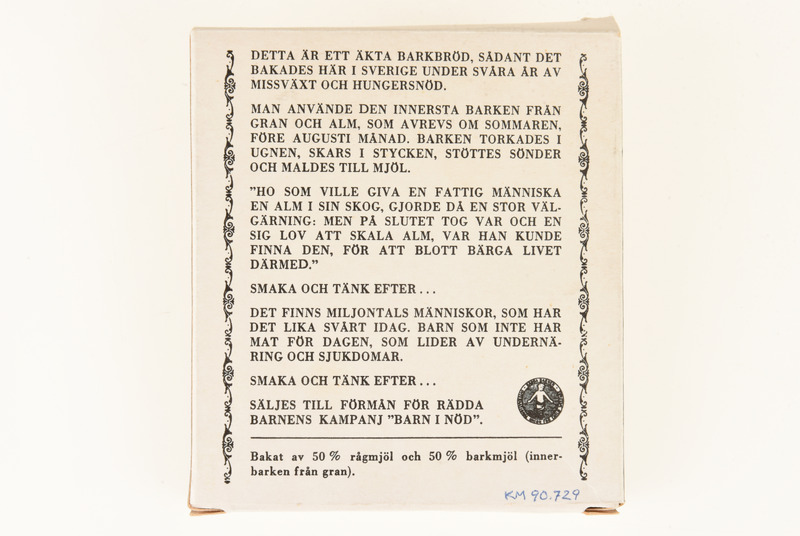 DETTA ÄR ETT ÄKTA BARKBRÖD, SÅDANT DET
BAKADES HÄR I SVERIGE UNDER SVÅRA ÅR AV
MISSVÄXT OCH HUNGERSNÖD.
MAN ANVÄNDE DEN INNERSTA BARKEN FRÅN
GRAN OCH ALM, SOM AVREVS OM SOMMAREN,
FÖRE AUGUSTI MÅNAD. BARKEN TORKADES I
UGNEN, SKARS I STYCKEN, STÖTTES SÖNDER
OCH MALDES TILL MJÖL.
”HO SOM VILLE GIVA EN FATTIG MÄNNISKA
EN ALM I SIN SKOG, GJORDE DÅ EN STOR VÄL-
GÄRNING: MEN PÅ SLUTET TOG VAR OCH EN
SIG LOV ATT SKALA ALM, VAR HAN KUNDE
FINNA DEN, FÖR ATT BLOTT BÄRGA LIVET
DÄRMED.”
SMAKA OCH TÄNK EFTER...
DET FINNS MILJONTALS MÄNNISKOR, SOM HAR
DET LIKA SVÅRT IDAG. BARN SOM INTE HAR
MAT FÖR DAGEN, SOM LIDER AV UNDERNÄ-
RING OCH SJUKDOMAR.
SMAKA OCH TÄNK EFTER...
SÄLJES TILL FÖRMÅN FÖR RÄDDA
BARNENS KAMPANJ ”BARN I NÖD”.
Bakat av 50 % rågmjöl och 50 % barkmjöl (inner-
barken från gran).
KM 90.729